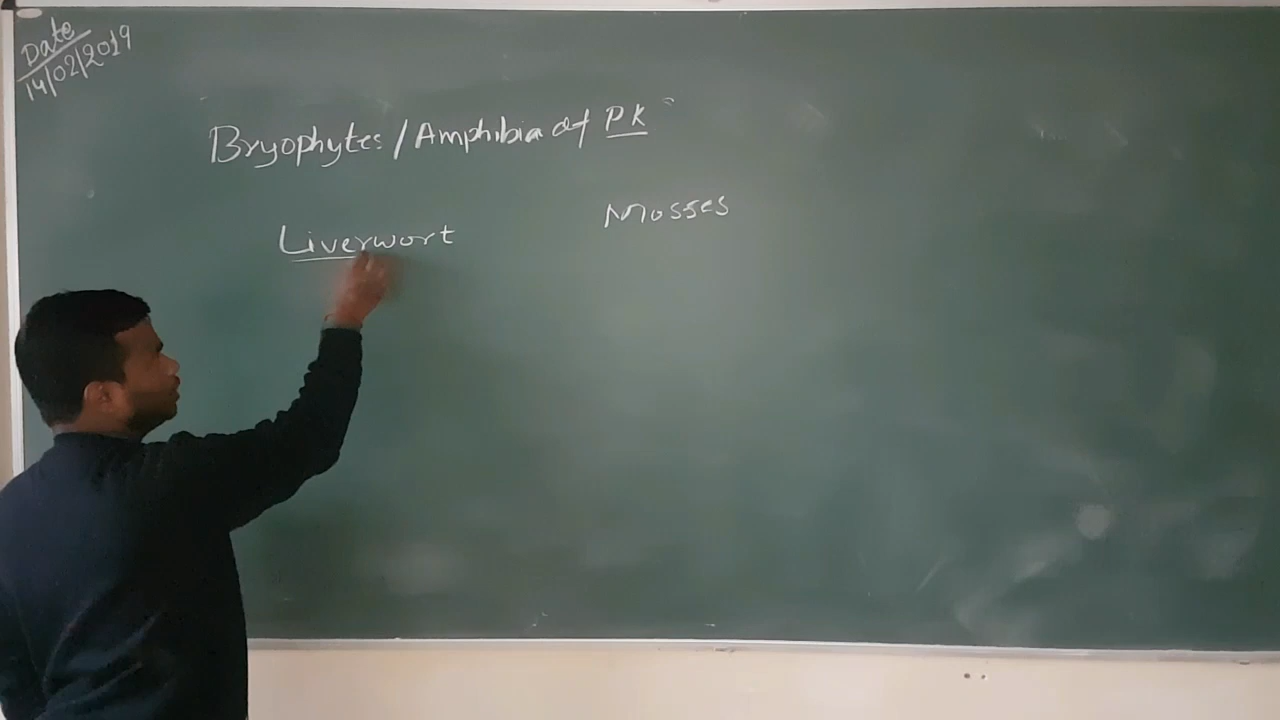 Date
14/02/2019
Bryophytes / Amphibia of PK
Liverwort
Mosses